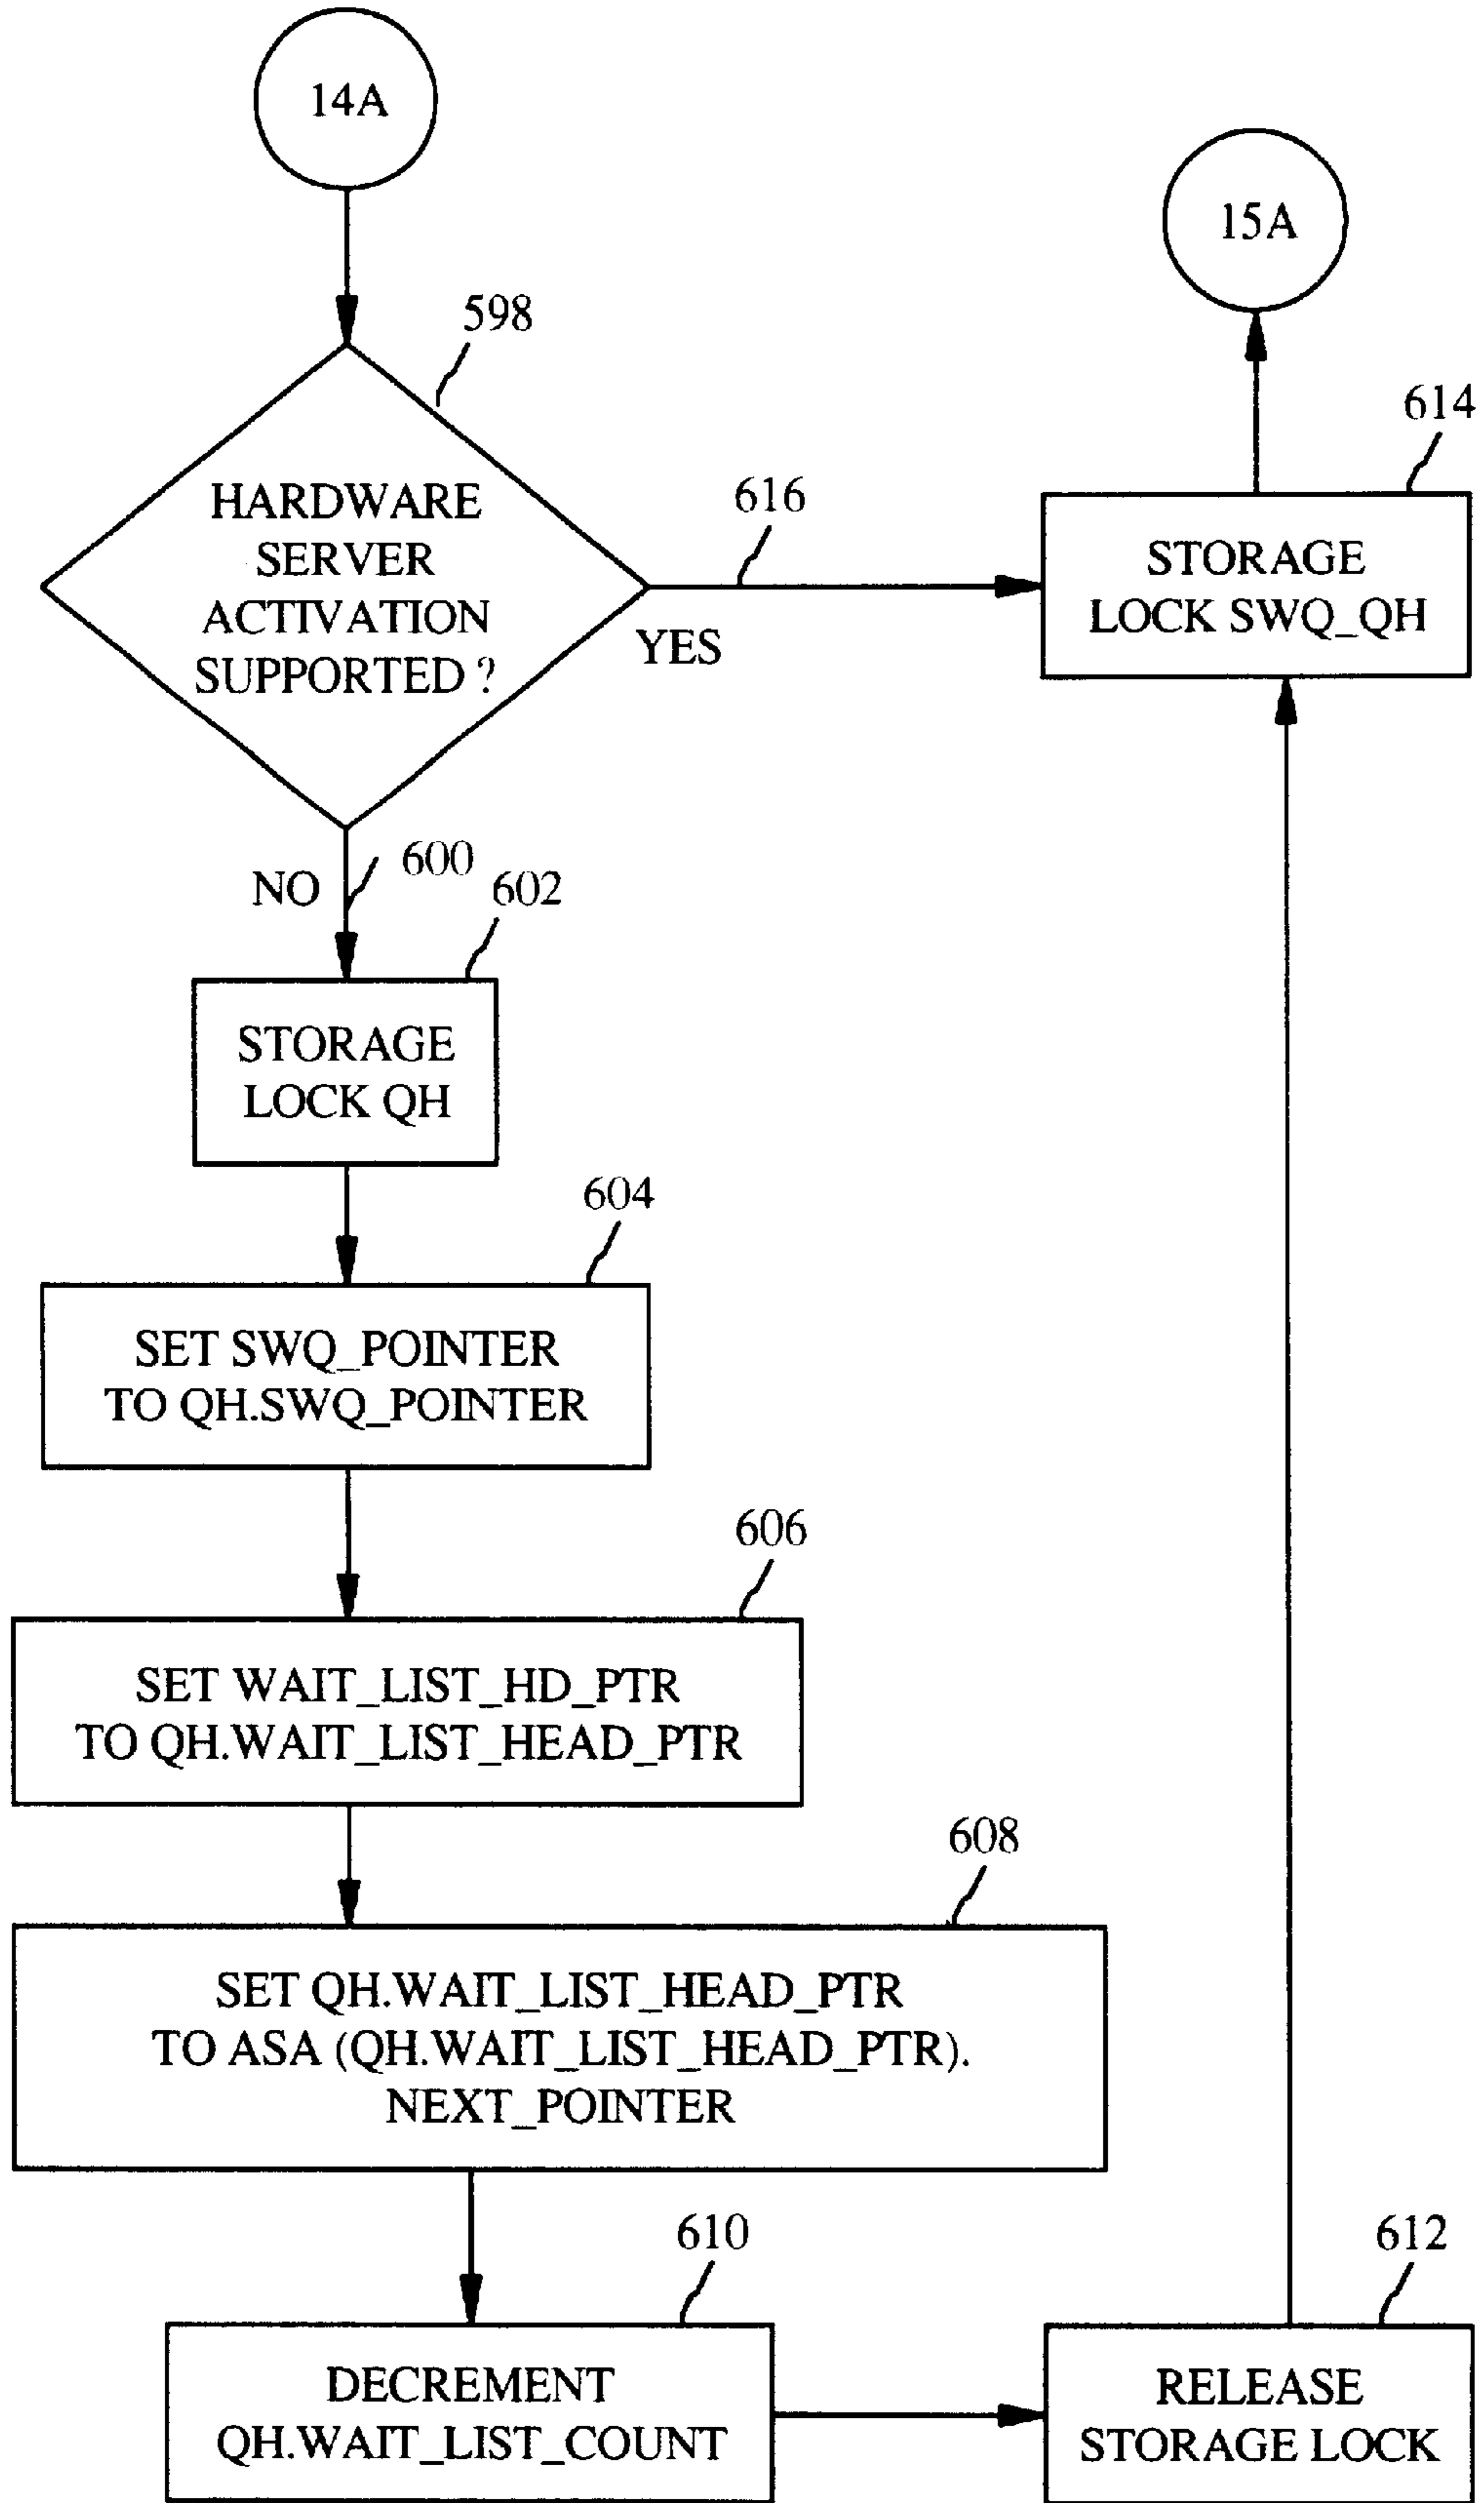 14A
15A
598
614
616
HARDWARE
SERVER
ACTIVATION
SUPPORTED ?
YES
STORAGE
LOCK SWQ_QH
NO
600
602
STORAGE
LOCK QH
604
SET SWQ_POINTER
TO QH.SWQ_POINTER
606
SET WAIT_LIST_HD_PTR
TO QH.WAIT_LIST_HEAD_PTR
608
SET QH.WAIT_LIST_HEAD_PTR
TO ASA (QH.WAIT_LIST_HEAD_PTR).
NEXT_POINTER
610
DECREMENT
QH.WAIT_LIST_COUNT
612
RELEASE
STORAGE LOCK